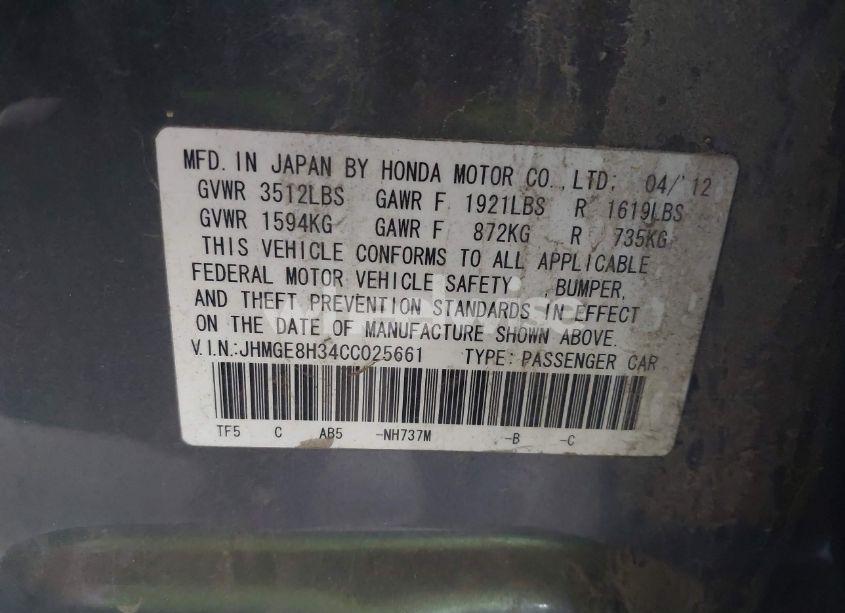 MFD. IN JAPAN BY HONDA MOTOR CO., LTD. 04/'12
GVWR 3512LBS GAWR F 1921LBS R 1619LBS
GVWR 1594KG GAWR F 872KG R 735KG
THIS VEHICLE CONFORMS TO ALL APPLICABLE
FEDERAL MOTOR VEHICLE SAFETY , BUMPER,
AND THEFT PREVENTION STANDARDS IN EFFECT
ON THE DATE OF MANUFACTURE SHOWN ABOVE.
V.I.N.:JHMGE8H34CC025661 TYPE: PASSENGER CAR
TF5 C AB5 -NH737M -B -C